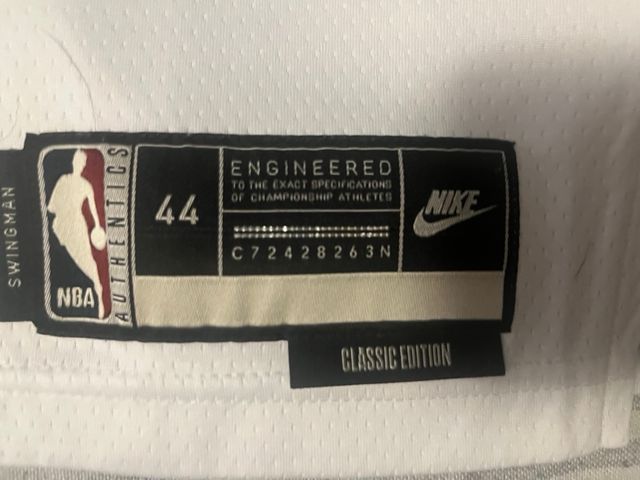 SWINGMAN
NBA
AUTHENTICS
44
ENGINEERED
TO THE EXACT SPECIFICATIONS
OF CHAMPIONSHIP ATHLETES
C72428263N
NIKE
CLASSIC EDITION